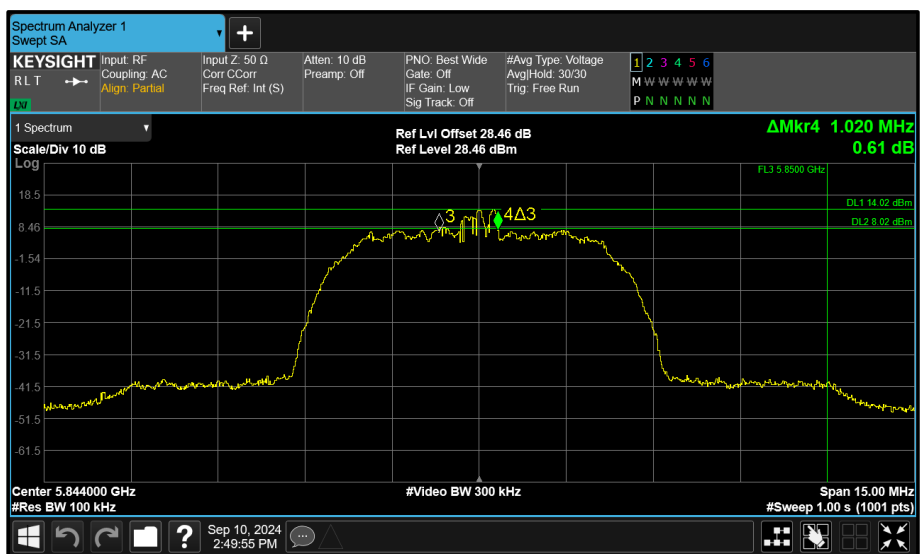 Spectrum Analyzer 1
Swept SA
+
KEYSIGHT
RLT
LXI
Input: RF
Coupling: AC
Align: Partial
Input Z: 50 Ω
Corr CCorr
Freq Ref: Int (S)
Atten: 10 dB
Preamp: Off
PNO: Best Wide
Gate: Off
IF Gain: Low
Sig Track: Off
#Avg Type: Voltage
Avg|Hold: 30/30
Trig: Free Run
1 2 3 4 5 6
M W W W W W
P N N N N N
1 Spectrum
Scale/Div 10 dB
Ref Lvl Offset 28.46 dB
Ref Level 28.46 dBm
ΔMkr4 1.020 MHz
0.61 dB
Log
FL3 5.8500 GHz
18.5
DL1 14.02 dBm
3
4Δ3
8.46
DL2 8.02 dBm
-1.54
-11.5
-21.5
-31.5
-41.5
-51.5
-61.5
Center 5.844000 GHz
#Video BW 300 kHz
Span 15.00 MHz
#Res BW 100 kHz
#Sweep 1.00 s (1001 pts)
?
Sep 10, 2024
2:49:55 PM